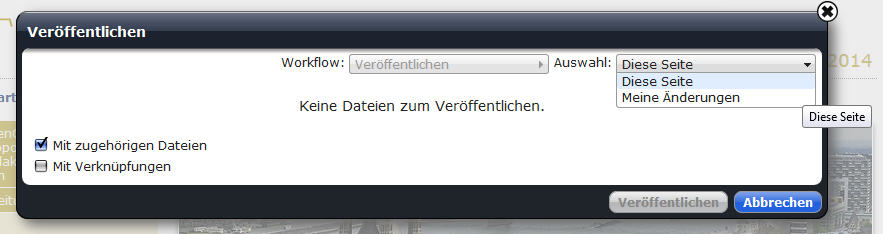 Veröffentlichen
Workflow: Veröffentlichen Auswahl: Diese Seite
2014
Diese Seite
Meine Änderungen
Keine Dateien zum Veröffentlichen.
Diese Seite
Mit zugehörigen Dateien
Mit Verknüpfungen
Veröffentlichen Abbrechen